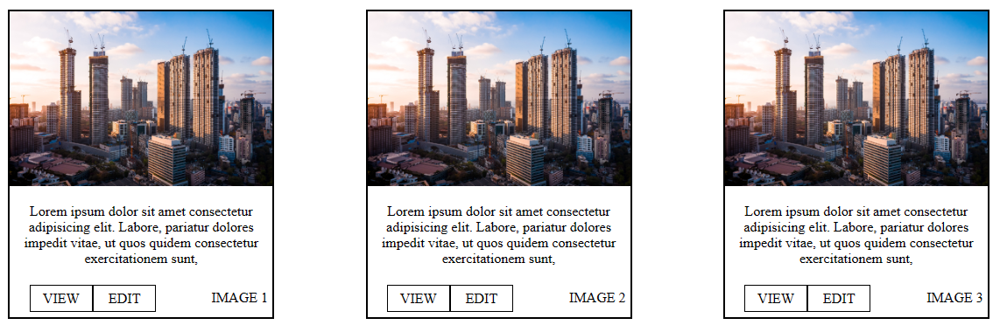 Lorem ipsum dolor sit amet consectetur
adipisicing elit. Labore, pariatur dolores
impedit vitae, ut quos quidem consectetur
exercitationem sunt,
VIEW EDIT IMAGE 1
Lorem ipsum dolor sit amet consectetur
adipisicing elit. Labore, pariatur dolores
impedit vitae, ut quos quidem consectetur
exercitationem sunt,
VIEW EDIT IMAGE 2
Lorem ipsum dolor sit amet consectetur
adipisicing elit. Labore, pariatur dolores
impedit vitae, ut quos quidem consectetur
exercitationem sunt,
VIEW EDIT IMAGE 3